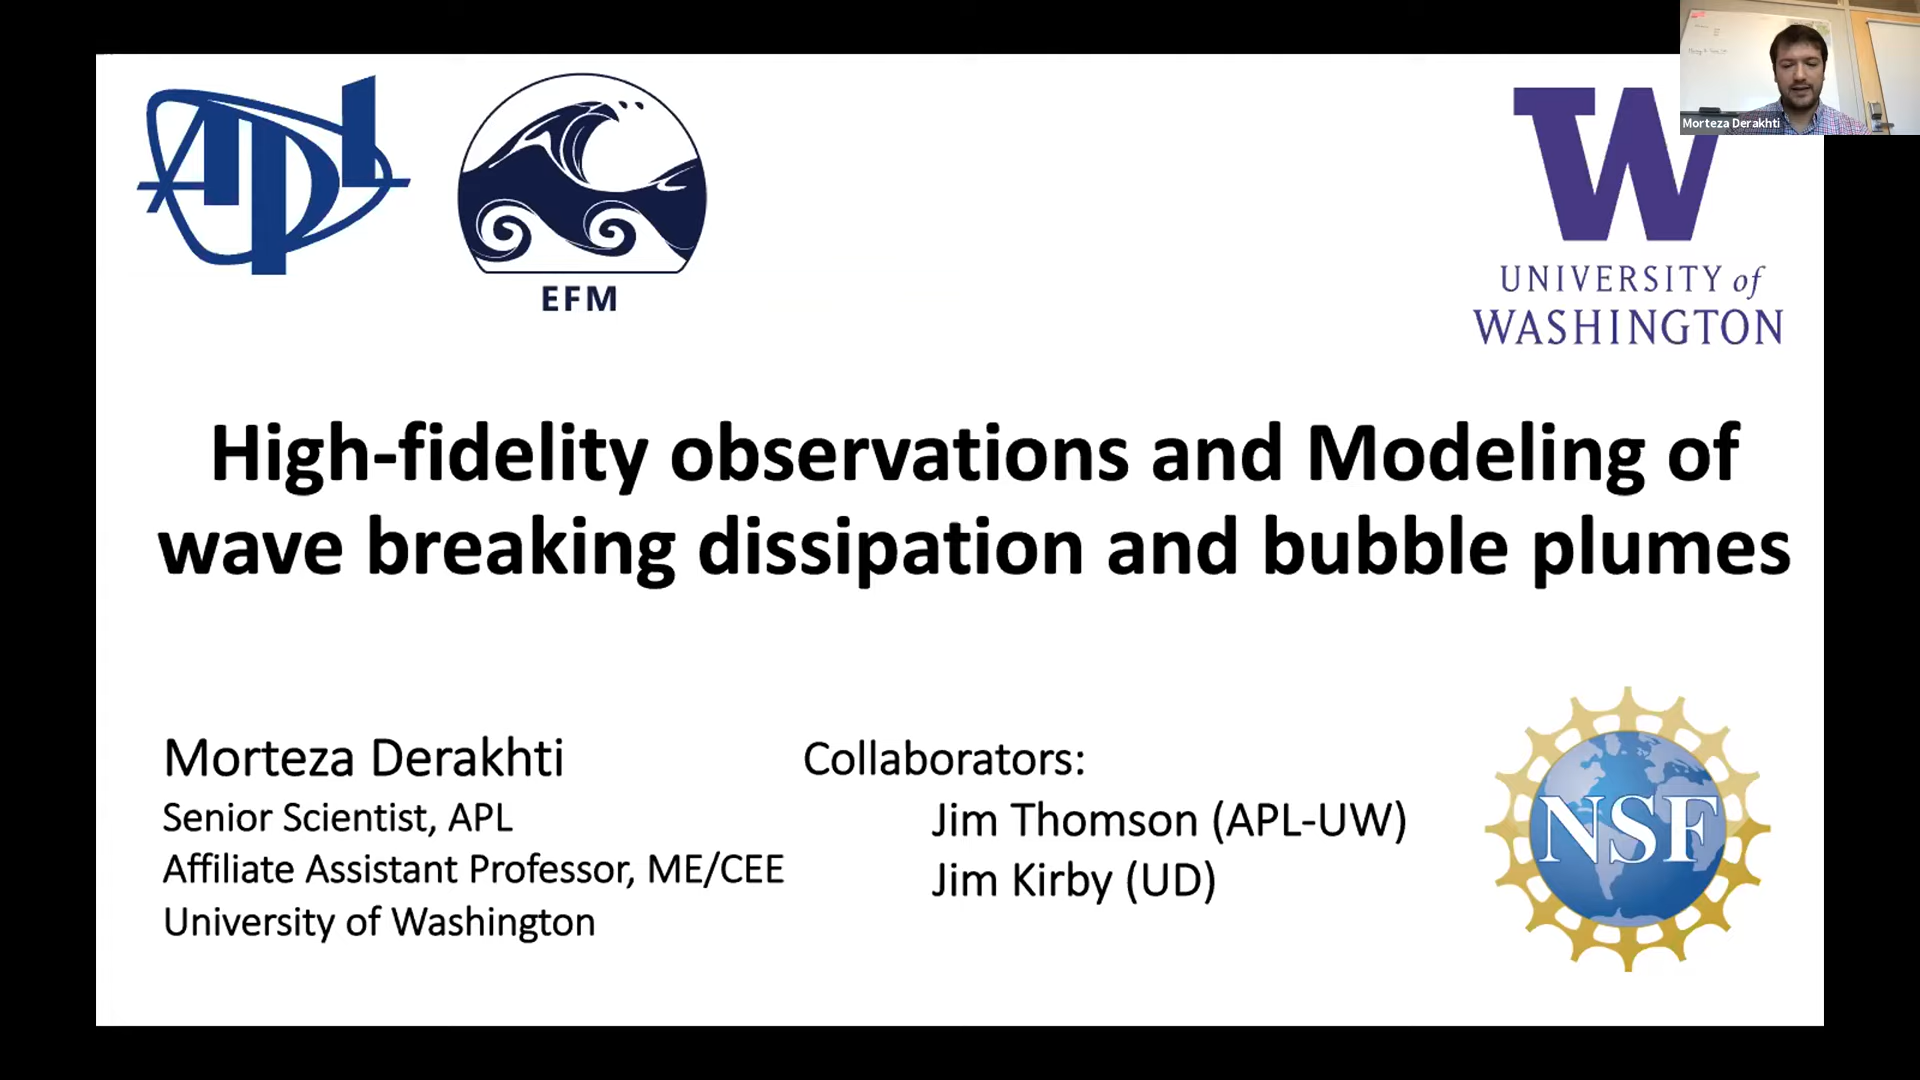 Morteza Derakhti
APL
EFM
W
UNIVERSITY of
WASHINGTON
High-fidelity observations and Modeling of
wave breaking dissipation and bubble plumes
Morteza Derakhti
Senior Scientist, APL
Affiliate Assistant Professor, ME/CEE
University of Washington
Collaborators:
Jim Thomson (APL-UW)
Jim Kirby (UD)
NSF